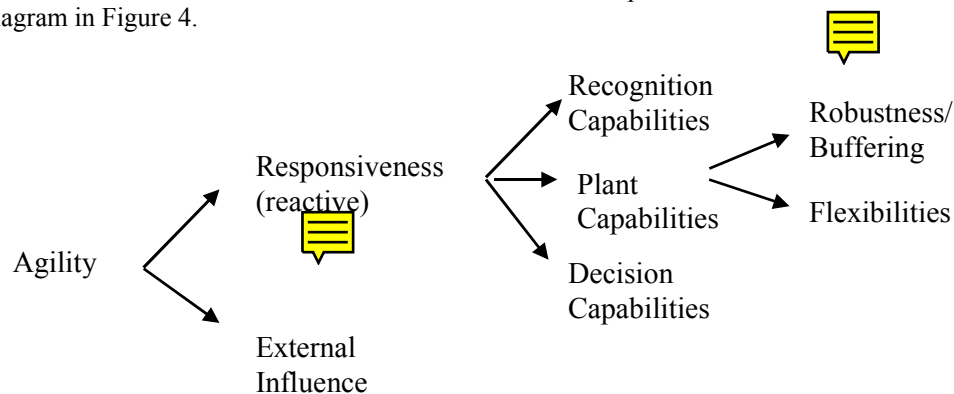 agram in Figure 4.
Recognition
Capabilities
Robustness/
Buffering
Responsiveness
(reactive)
Plant
Capabilities
Flexibilities
Agility
Decision
Capabilities
External
Influence